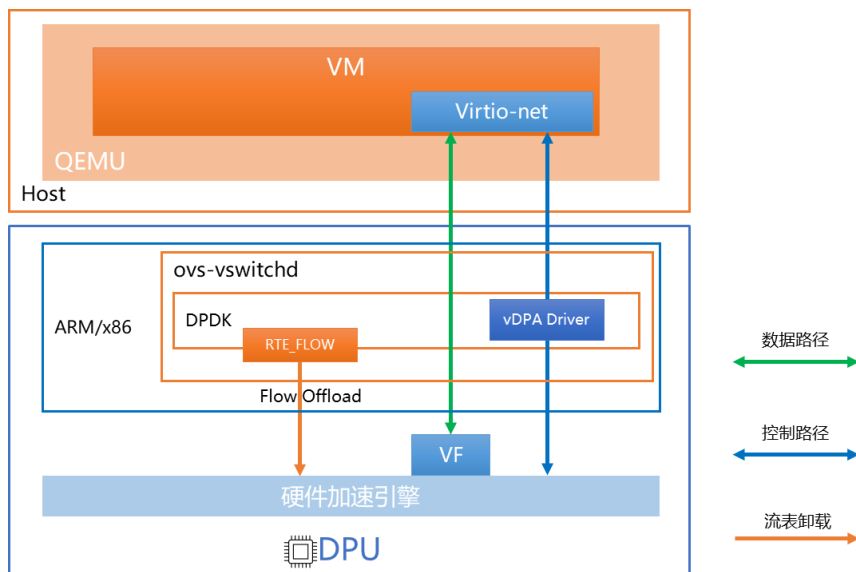 VM
Virtio-net
QEMU
Host
ovs-vswitchd
DPDK
vDPA Driver
ARM/x86
RTE_FLOW
Flow Offload
VF
硬件加速引擎
DPU
数据路径
控制路径
流表卸载